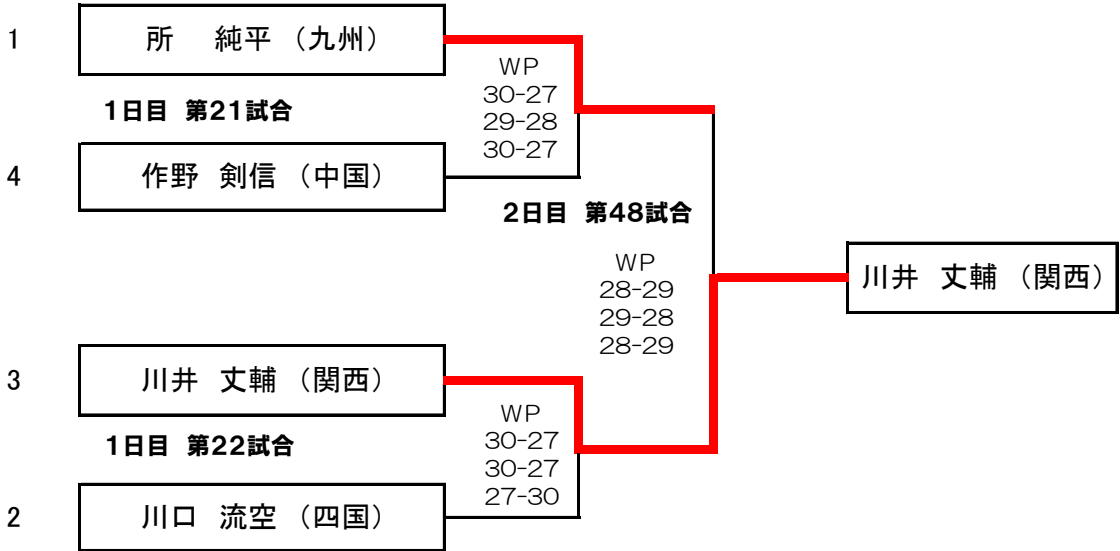 1
所　純平（九州）
1日目 第21試合
4
作野 剣信（中国）
WP
30-27
29-28
30-27
2日目 第48試合
WP
28-29
29-28
28-29
川井 丈輔（関西）
3
川井 丈輔（関西）
1日目 第22試合
2
川口 流空（四国）
WP
30-27
30-27
27-30